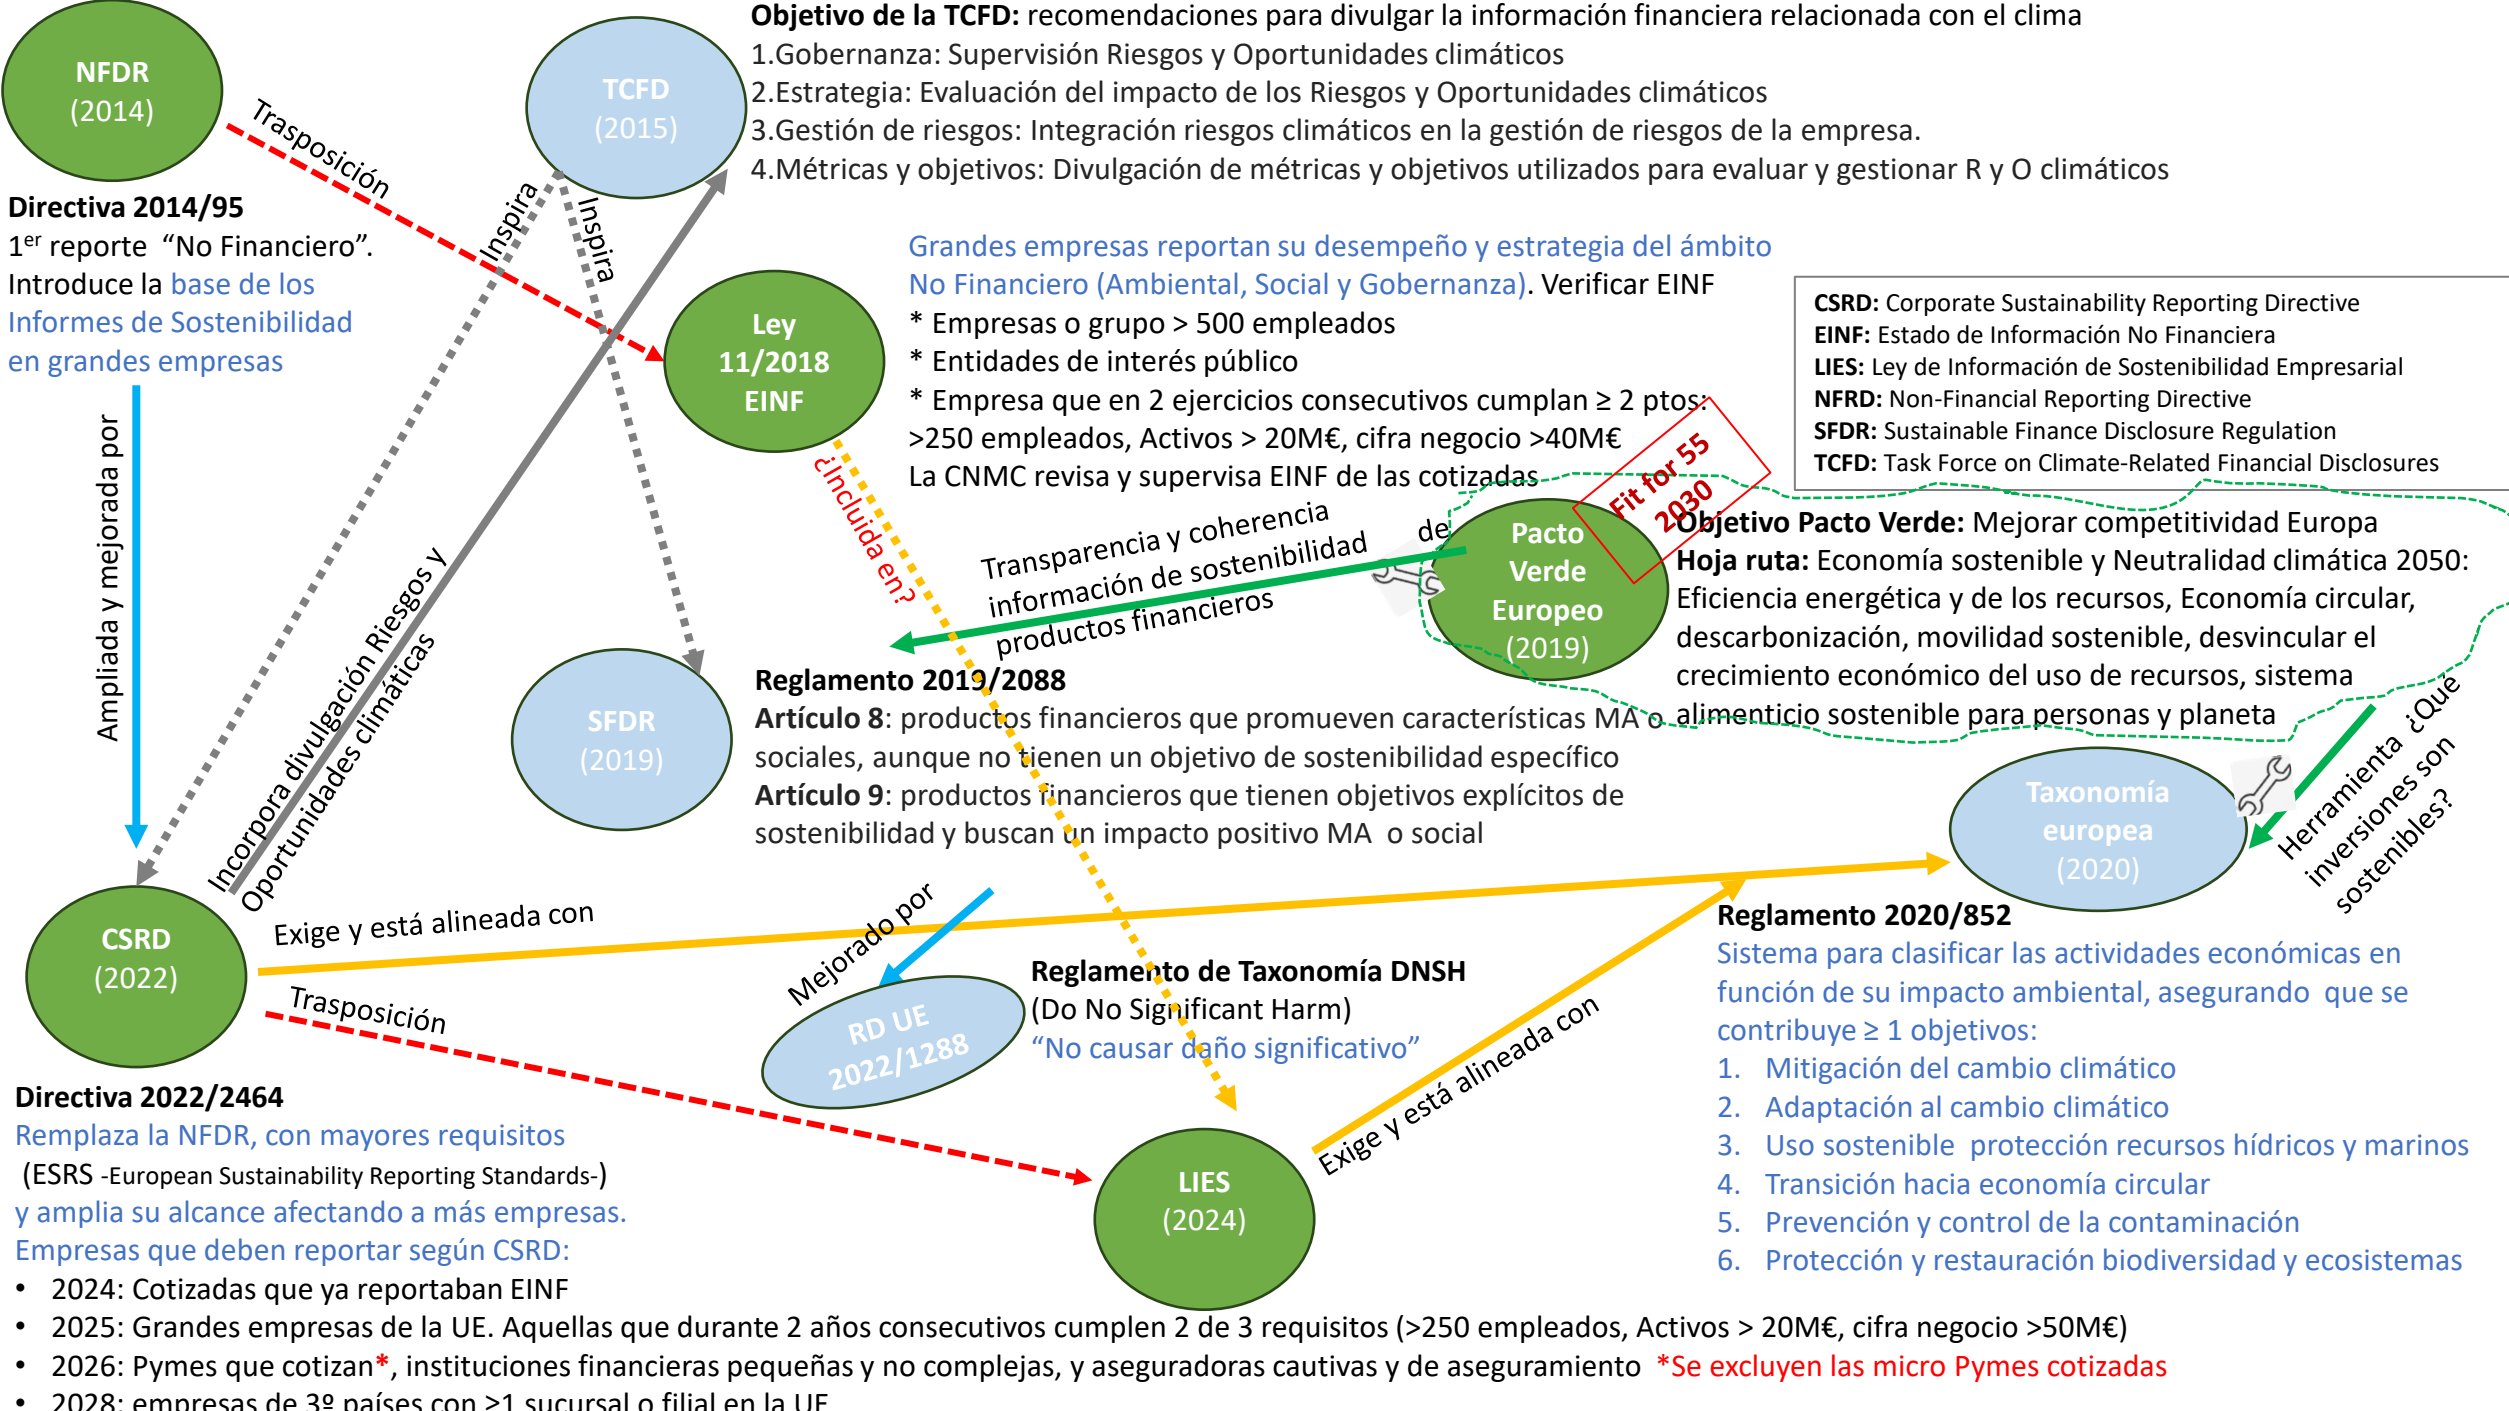 NFDR
(2014)
Trasposición
Directiva 2014/95
1er reporte “No Financiero”.
Introduce la base de los
Informes de Sostenibilidad
en grandes empresas
Ampliada y mejorada por
TCFD
(2015)
Inspira
Inspira
Objetivo de la TCFD: recomendaciones para divulgar la información financiera relacionada con el clima
1.Gobernanza: Supervisión Riesgos y Oportunidades climáticos
2.Estrategia: Evaluación del impacto de los Riesgos y Oportunidades climáticos
3.Gestión de riesgos: Integración riesgos climáticos en la gestión de riesgos de la empresa.
4.Métricas y objetivos: Divulgación de métricas y objetivos utilizados para evaluar y gestionar R y O climáticos
Ley
11/2018
EINF
Grandes empresas reportan su desempeño y estrategia del ámbito
No Financiero (Ambiental, Social y Gobernanza). Verificar EINF
* Empresas o grupo > 500 empleados
* Entidades de interés público
* Empresa que en 2 ejercicios consecutivos cumplan ≥ 2 ptos:
>250 empleados, Activos > 20M€, cifra negocio >40M€
La CNMC revisa y supervisa EINF de las cotizadas
¿Incluida en?
CSRD: Corporate Sustainability Reporting Directive
EINF: Estado de Información No Financiera
LIES: Ley de Información de Sostenibilidad Empresarial
NFRD: Non-Financial Reporting Directive
SFDR: Sustainable Finance Disclosure Regulation
TCFD: Task Force on Climate-Related Financial Disclosures
Fit for 55
2030
Pacto
Verde
Europeo
(2019)
Objetivo Pacto Verde: Mejorar competitividad Europa
Hoja ruta: Economía sostenible y Neutralidad climática 2050:
Eficiencia energética y de los recursos, Economía circular,
descarbonización, movilidad sostenible, desvincular el
crecimiento económico del uso de recursos, sistema
alimenticio sostenible para personas y planeta
Transparencia y coherencia
información de sostenibilidad de
productos financieros
Incorpora divulgación Riesgos y
Oportunidades climáticas
SFDR
(2019)
Reglamento 2019/2088
Artículo 8: productos financieros que promueven características MA o
sociales, aunque no tienen un objetivo de sostenibilidad específico
Artículo 9: productos financieros que tienen objetivos explícitos de
sostenibilidad y buscan un impacto positivo MA o social
Mejorado por
RD UE
2022/1288
Reglamento de Taxonomía DNSH
(Do No Significant Harm)
“No causar daño significativo”
Taxonomía
europea
(2020)
Herramienta ¿Qué
inversiones son
sostenibles?
Reglamento 2020/852
Sistema para clasificar las actividades económicas en
función de su impacto ambiental, asegurando que se
contribuye ≥ 1 objetivos:
1. Mitigación del cambio climático
2. Adaptación al cambio climático
3. Uso sostenible protección recursos hídricos y marinos
4. Transición hacia economía circular
5. Prevención y control de la contaminación
6. Protección y restauración biodiversidad y ecosistemas
CSRD
(2022)
Exige y está alineada con
Trasposición
LIES
(2024)
Exige y está alineada con
Directiva 2022/2464
Remplaza la NFDR, con mayores requisitos
(ESRS -European Sustainability Reporting Standards-)
y amplia su alcance afectando a más empresas.
Empresas que deben reportar según CSRD:
• 2024: Cotizadas que ya reportaban EINF
• 2025: Grandes empresas de la UE. Aquellas que durante 2 años consecutivos cumplen 2 de 3 requisitos (>250 empleados, Activos > 20M€, cifra negocio >50M€)
• 2026: Pymes que cotizan*, instituciones financieras pequeñas y no complejas, y aseguradoras cautivas y de aseguramiento *Se excluyen las micro Pymes cotizadas
• 2028: empresas de 3º países con ≥1 sucursal o filial en la UE